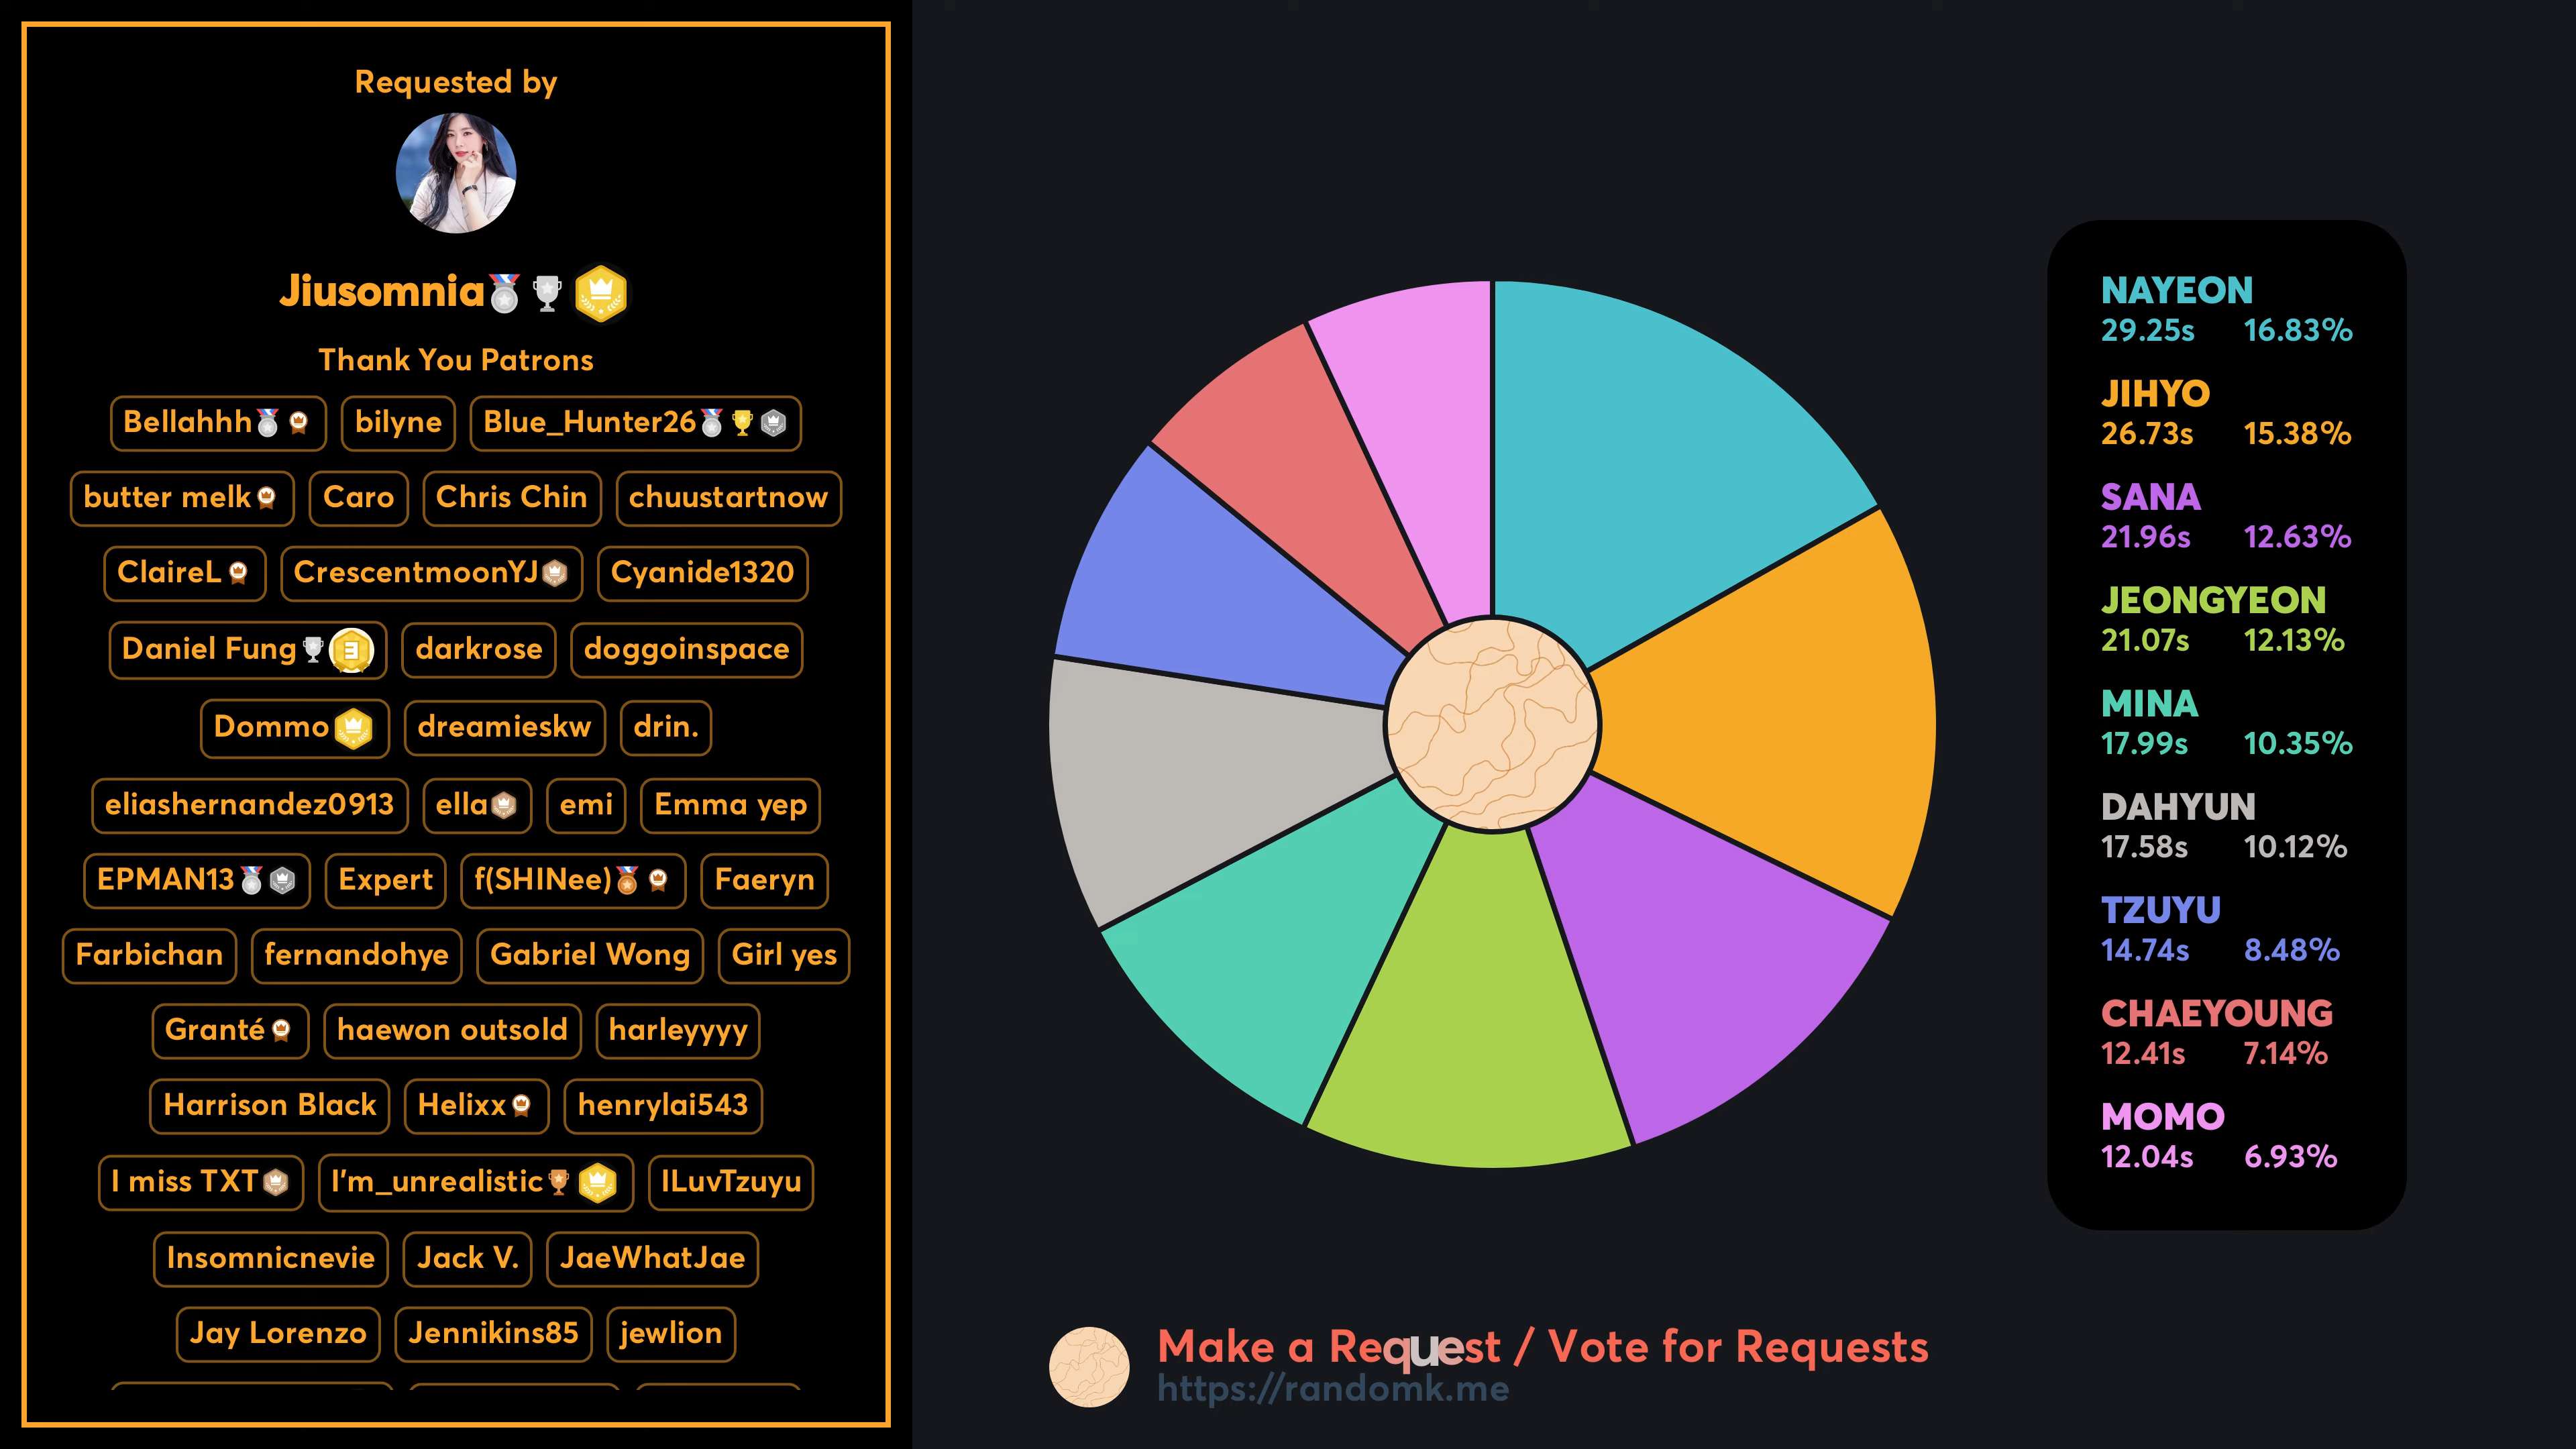 Requested by
Jiusomnia
Thank You Patrons
Bellahhh bilyne Blue_Hunter26
butter melk Caro Chris Chin chuustartnow
ClaireL CrescentmoonYJ Cyanide1320
Daniel Fung 3 darkrose doggoinspace
Dommo dreamieskw drin.
eliashernandez0913 ella emi Emma yep
EPMAN13 Expert f(SHINee) Faeryn
Farbichan fernandohye Gabriel Wong Girl yes
Granté haewon outsold harleyyyy
Harrison Black Helixx henrylai543
I miss TXT I'm_unrealistic ILuvTzuyu
Insomnicnevie Jack V. JaeWhatJae
Jay Lorenzo Jennikins85 jewlion
NAYEON
29.25s 16.83%
JIHYO
26.73s 15.38%
SANA
21.96s 12.63%
JEONGYEON
21.07s 12.13%
MINA
17.99s 10.35%
DAHYUN
17.58s 10.12%
TZUYU
14.74s 8.48%
CHAEYOUNG
12.41s 7.14%
MOMO
12.04s 6.93%
Make a Request / Vote for Requests
https://randomk.me